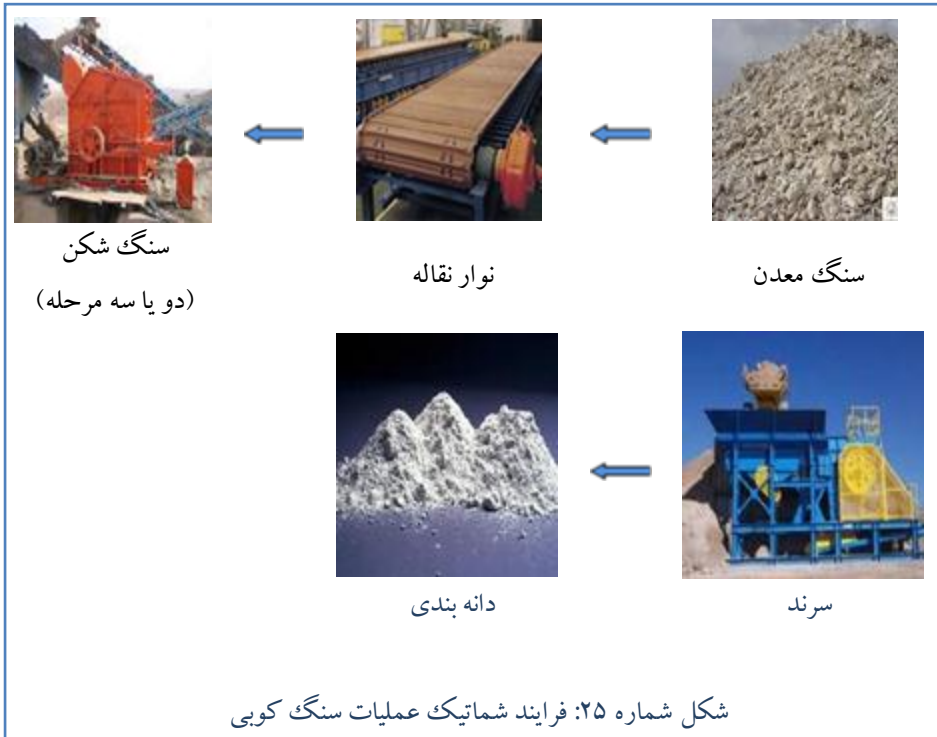 سنگ معدن
نوار نقاله
سنگ شکن
(دو یا سه مرحله)
سرند
دانه بندی
شکل شماره ۲۵: فرایند شماتیک عملیات سنگ کوبی